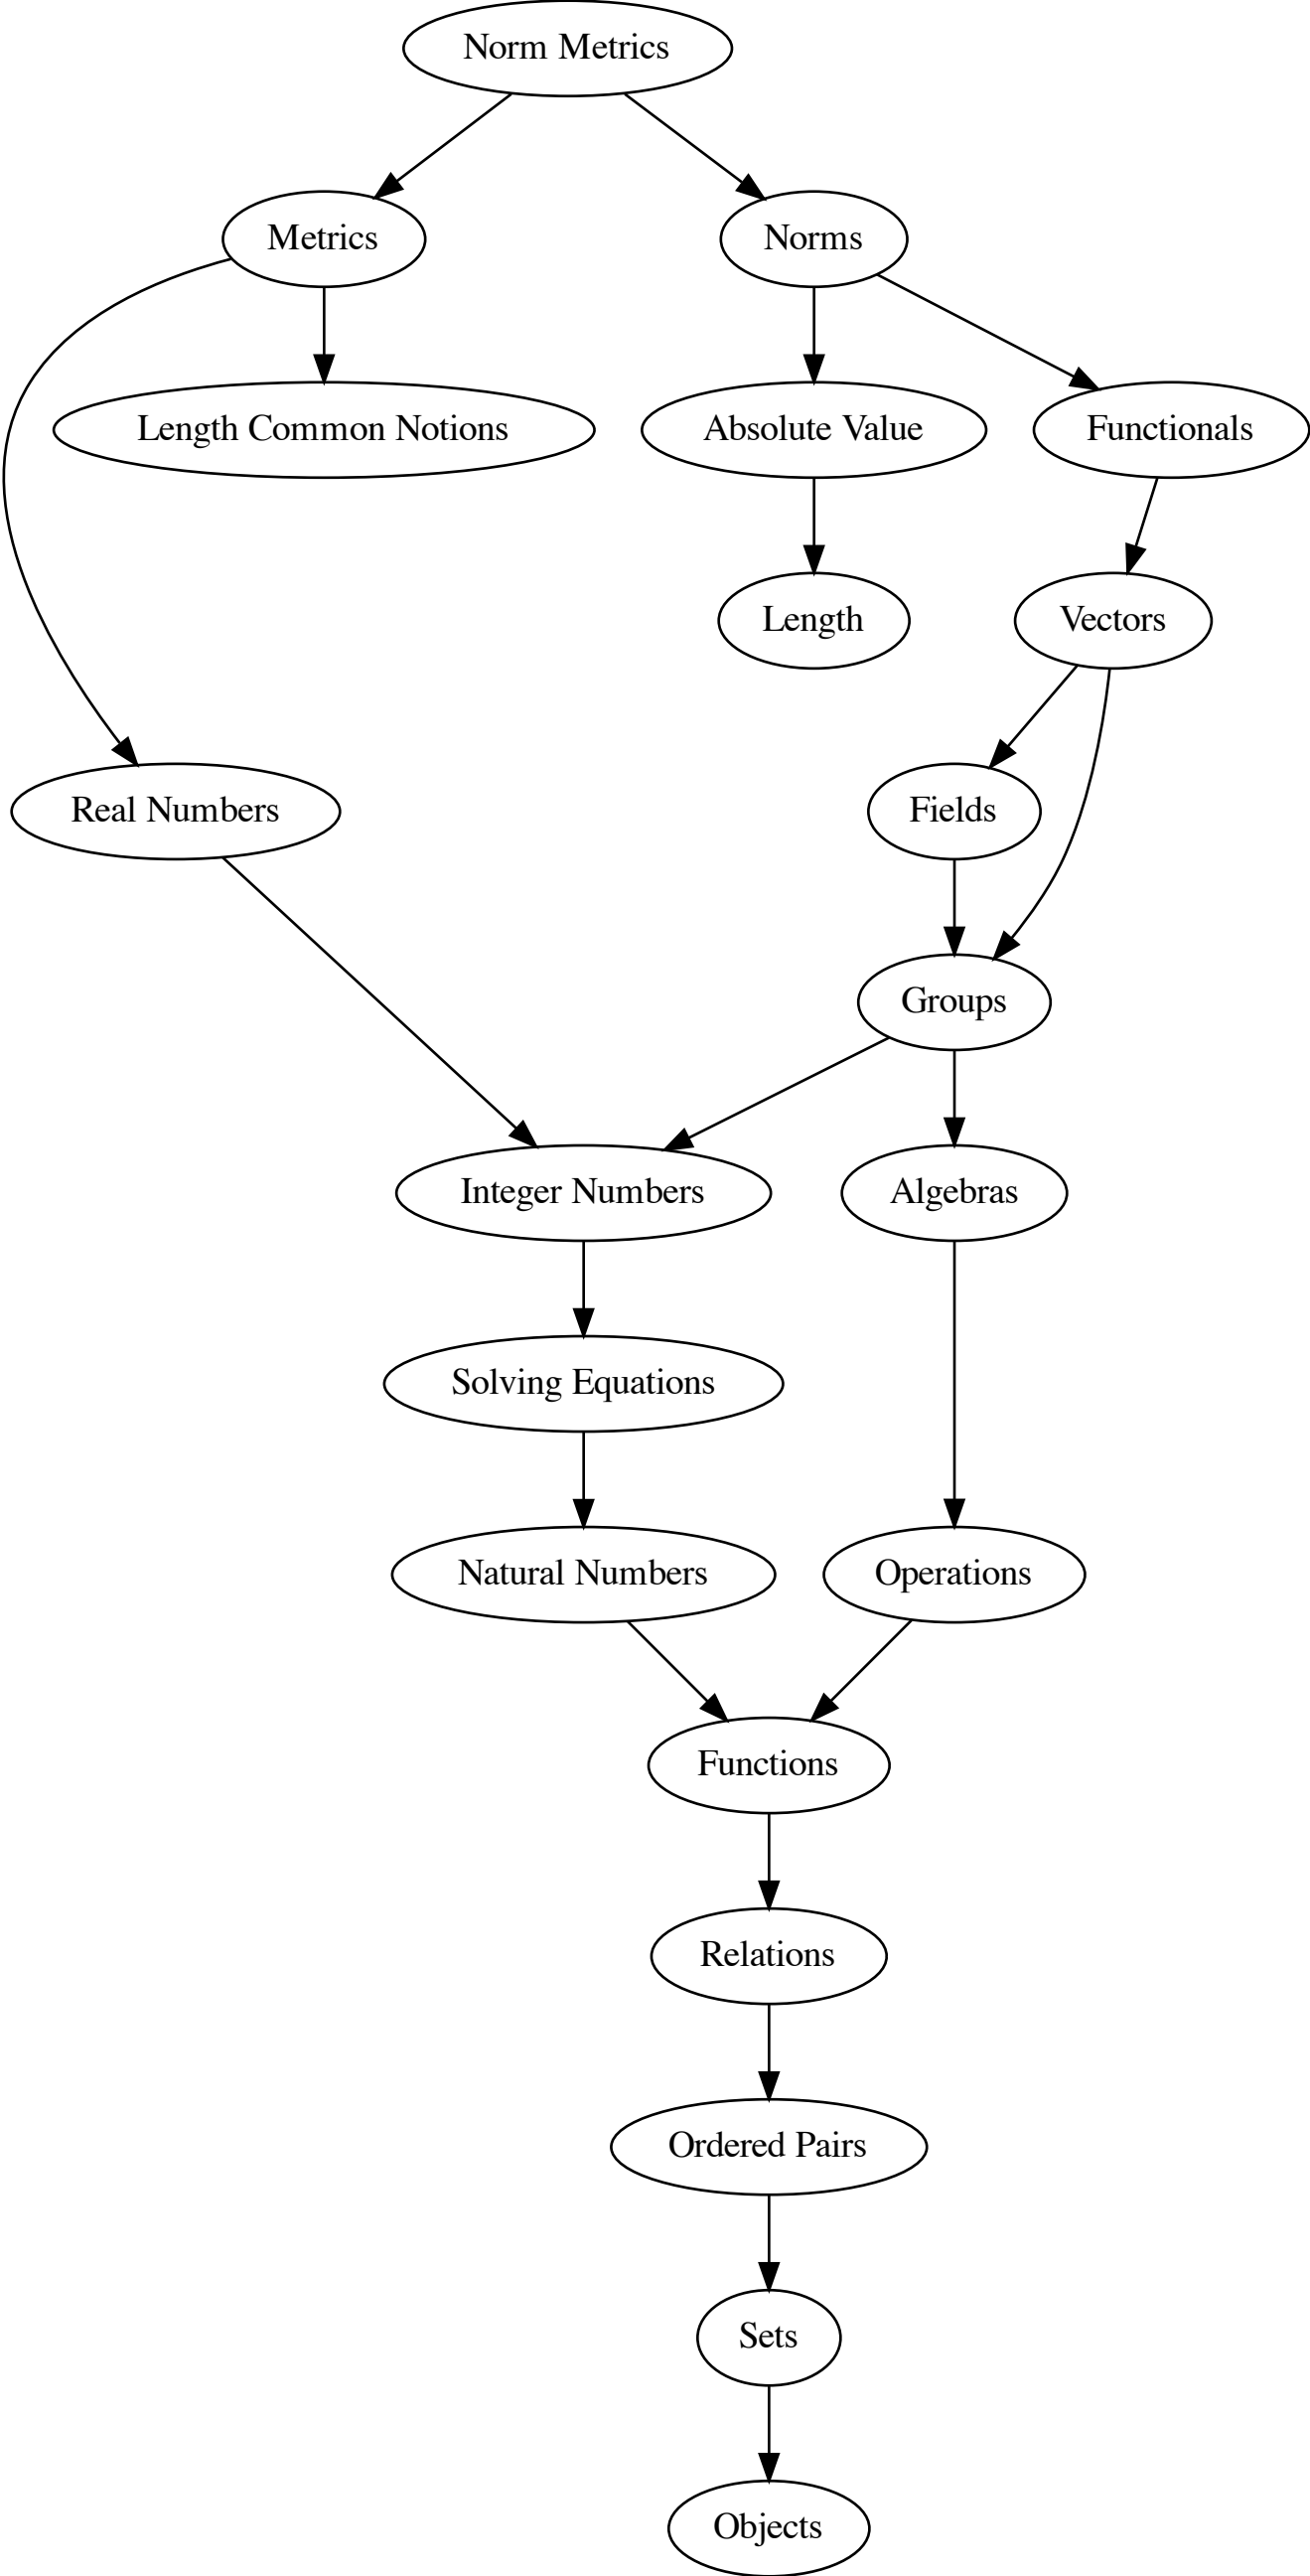 Norm Metrics
Metrics
Norms
Length Common Notions
Absolute Value
Functionals
Length
Vectors
Real Numbers
Fields
Groups
Integer Numbers
Algebras
Solving Equations
Natural Numbers
Operations
Functions
Relations
Ordered Pairs
Sets
Objects